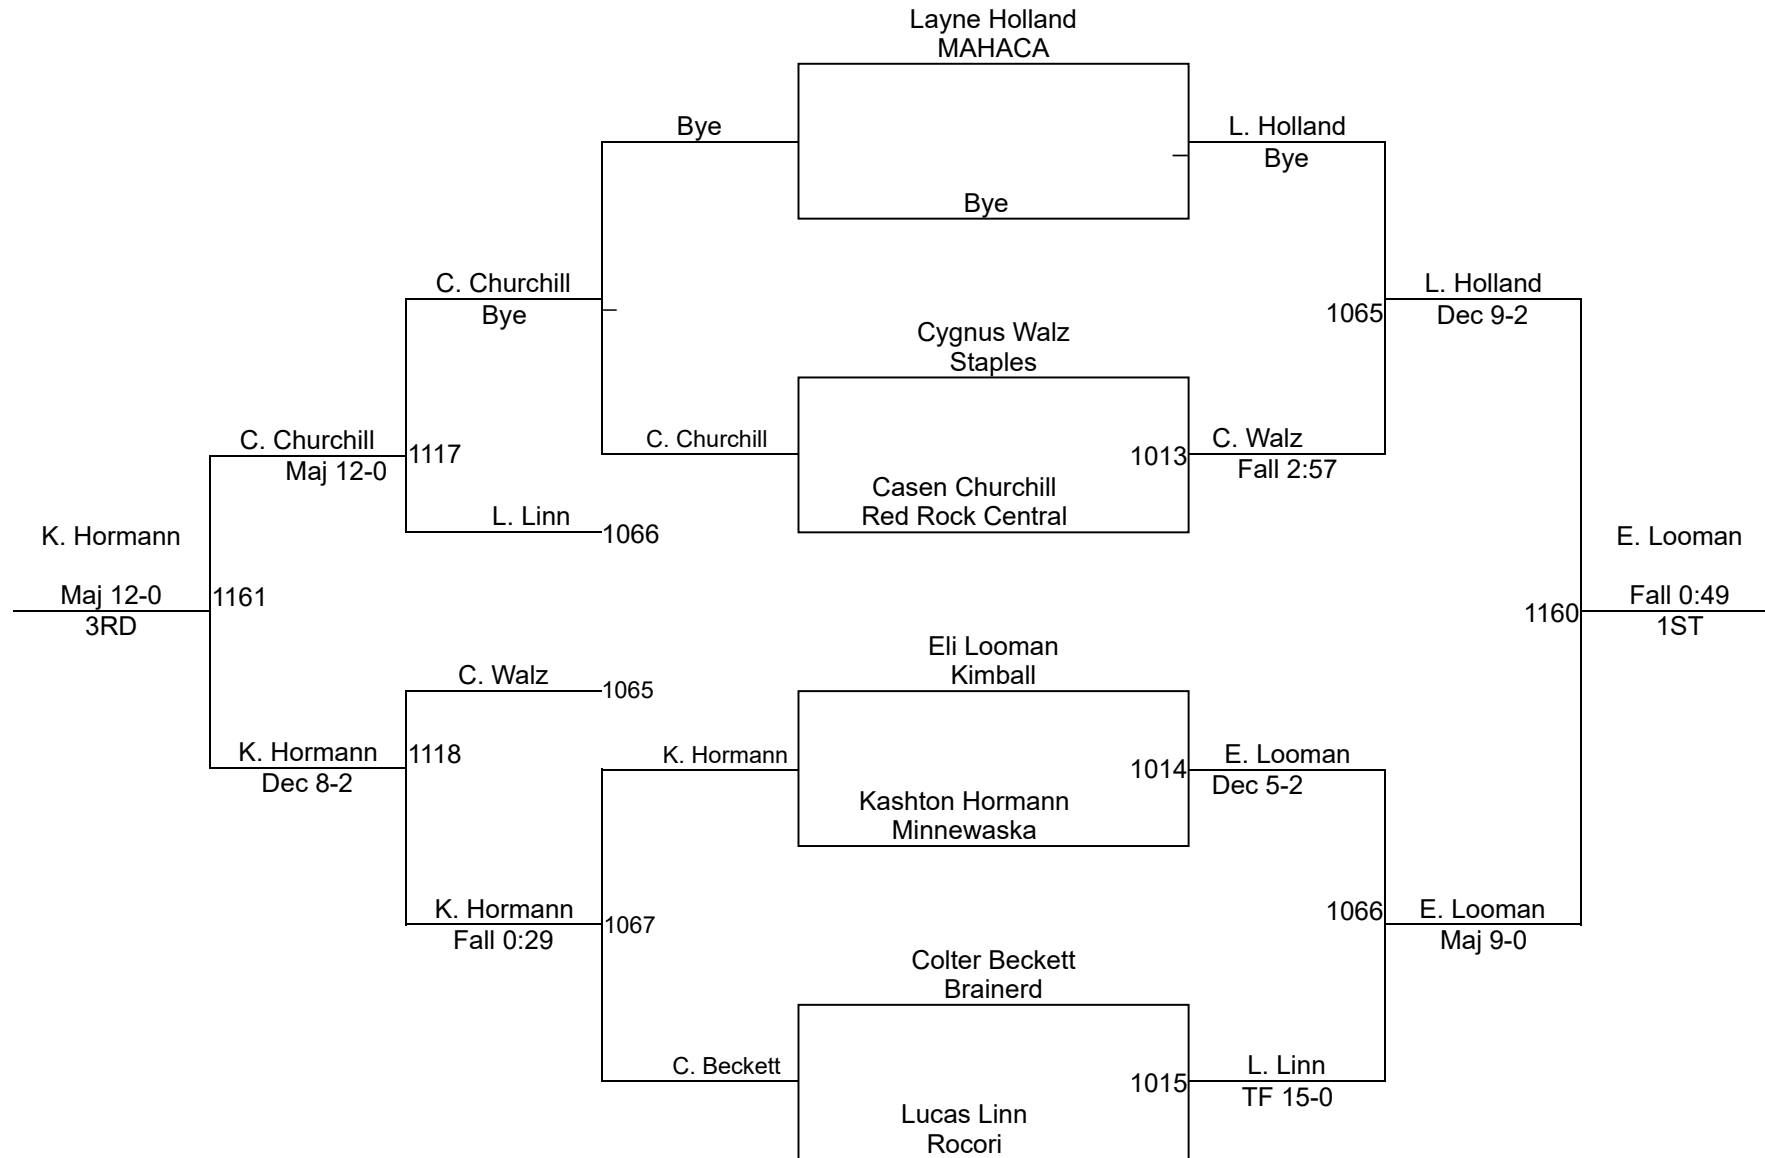 Layne Holland
MAHACA
Bye
L. Holland
Bye
Bye
C. Churchill
Bye
L. Holland
Dec 9-2
1065
Cygnus Walz
Staples
C. Churchill
Maj 12-0
1117
C. Churchill
1013
C. Walz
Fall 2:57
Casen Churchill
Red Rock Central
L. Linn
1066
K. Hormann
Maj 12-0
3RD
1161
E. Looman
Fall 0:49
1ST
1160
Eli Looman
Kimball
C. Walz
1065
K. Hormann
Dec 8-2
1118
K. Hormann
1014
E. Looman
Dec 5-2
Kashton Hormann
Minnewaska
K. Hormann
Fall 0:29
1067
1066
E. Looman
Maj 9-0
Colter Beckett
Brainerd
C. Beckett
1015
L. Linn
TF 15-0
Lucas Linn
Rocori